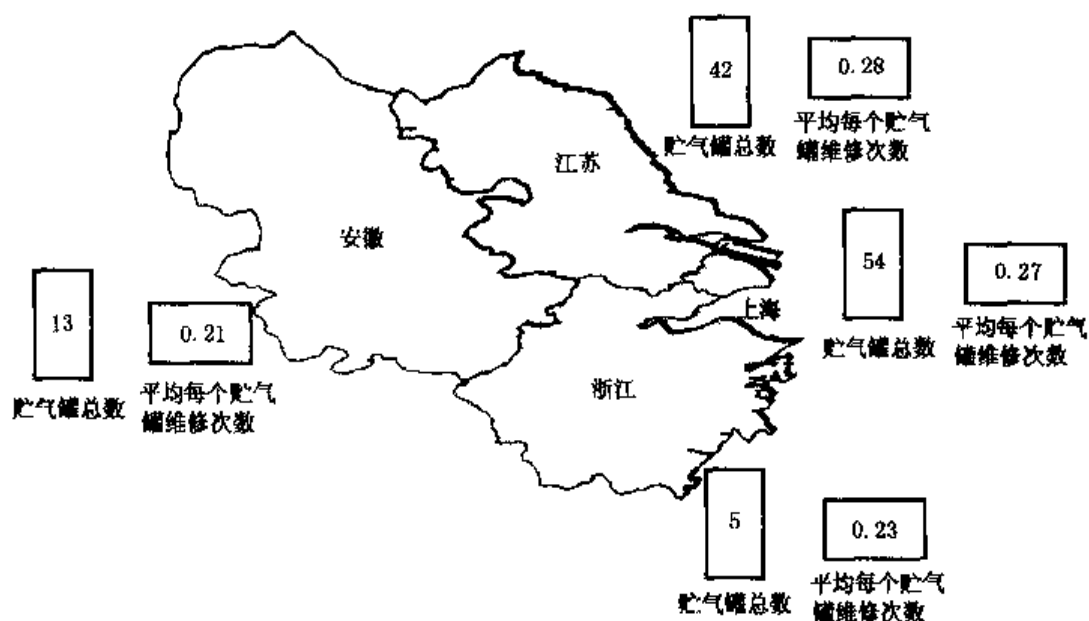 42
0.28
贮气罐总数
平均每个贮气
罐维修次数
江苏
安徽
54
0.27
上海
贮气罐总数
平均每个贮气
罐维修次数
13
0.21
贮气罐总数
平均每个贮气
罐维修次数
浙江
5
0.23
贮气罐总数
平均每个贮气
罐维修次数